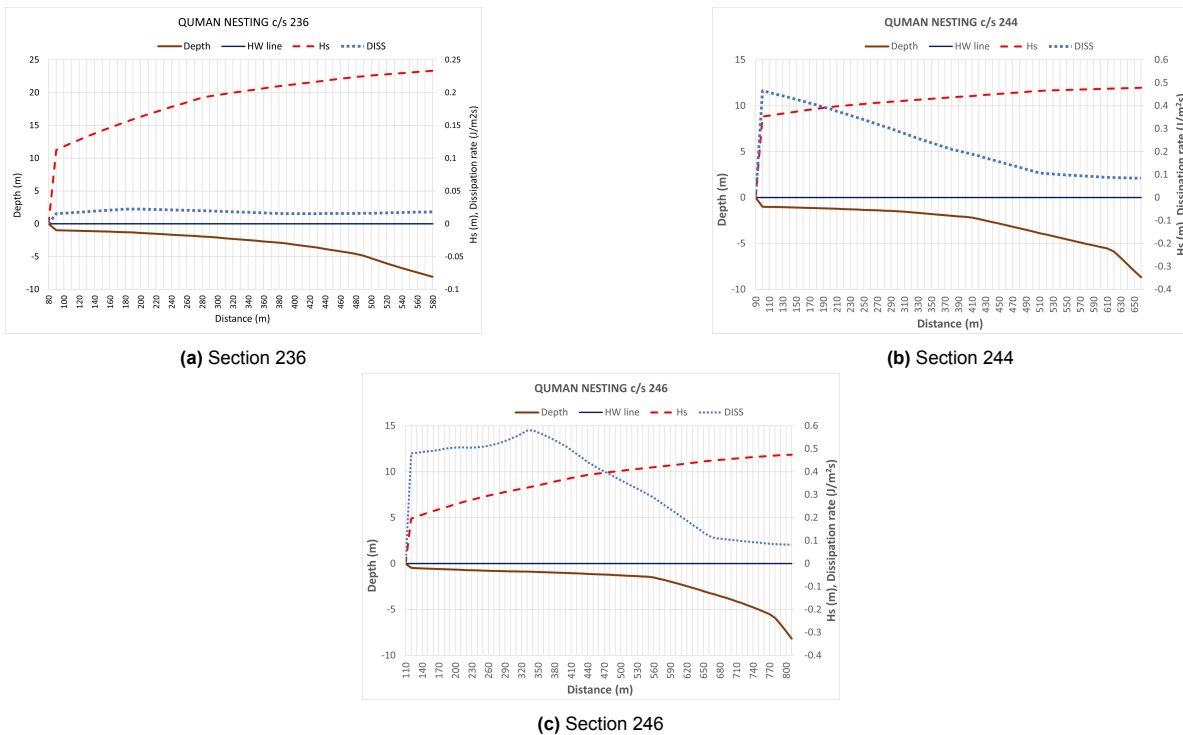 QUMAN NESTING c/s 236
Depth HW line Hs DISS
25
20
15
10
5
0
-5
-10
Depth (m)
0.25
0.2
0.15
0.1
0.05
0
-0.05
-0.1
Hs (m), Dissipation rate (J/m2s)
80 100 120 140 160 180 200 220 240 260 280 300 320 340 360 380 400 420 440 460 480 500 520 540 560 580
Distance (m)
(a) Section 236
QUMAN NESTING c/s 244
Depth HW line Hs DISS
15
10
5
0
-5
-10
Depth (m)
0.6
0.5
0.4
0.3
0.2
0.1
0
-0.1
-0.2
-0.3
-0.4
Hs (m), Dissipation rate (J/m²s)
90 110 130 150 170 190 210 230 250 270 290 310 330 350 370 390 410 430 450 470 490 510 530 550 570 590 610 630 650
Distance (m)
(b) Section 244
QUMAN NESTING c/s 246
Depth HW line Hs DISS
15
10
5
0
-5
-10
Depth (m)
0.6
0.5
0.4
0.3
0.2
0.1
0
-0.1
-0.2
-0.3
-0.4
Hs (m), Dissipation rate (J/m²s)
110 140 170 200 230 260 290 320 350 380 410 440 470 500 530 560 590 620 650 680 710 740 770 800
Distance (m)
(c) Section 246